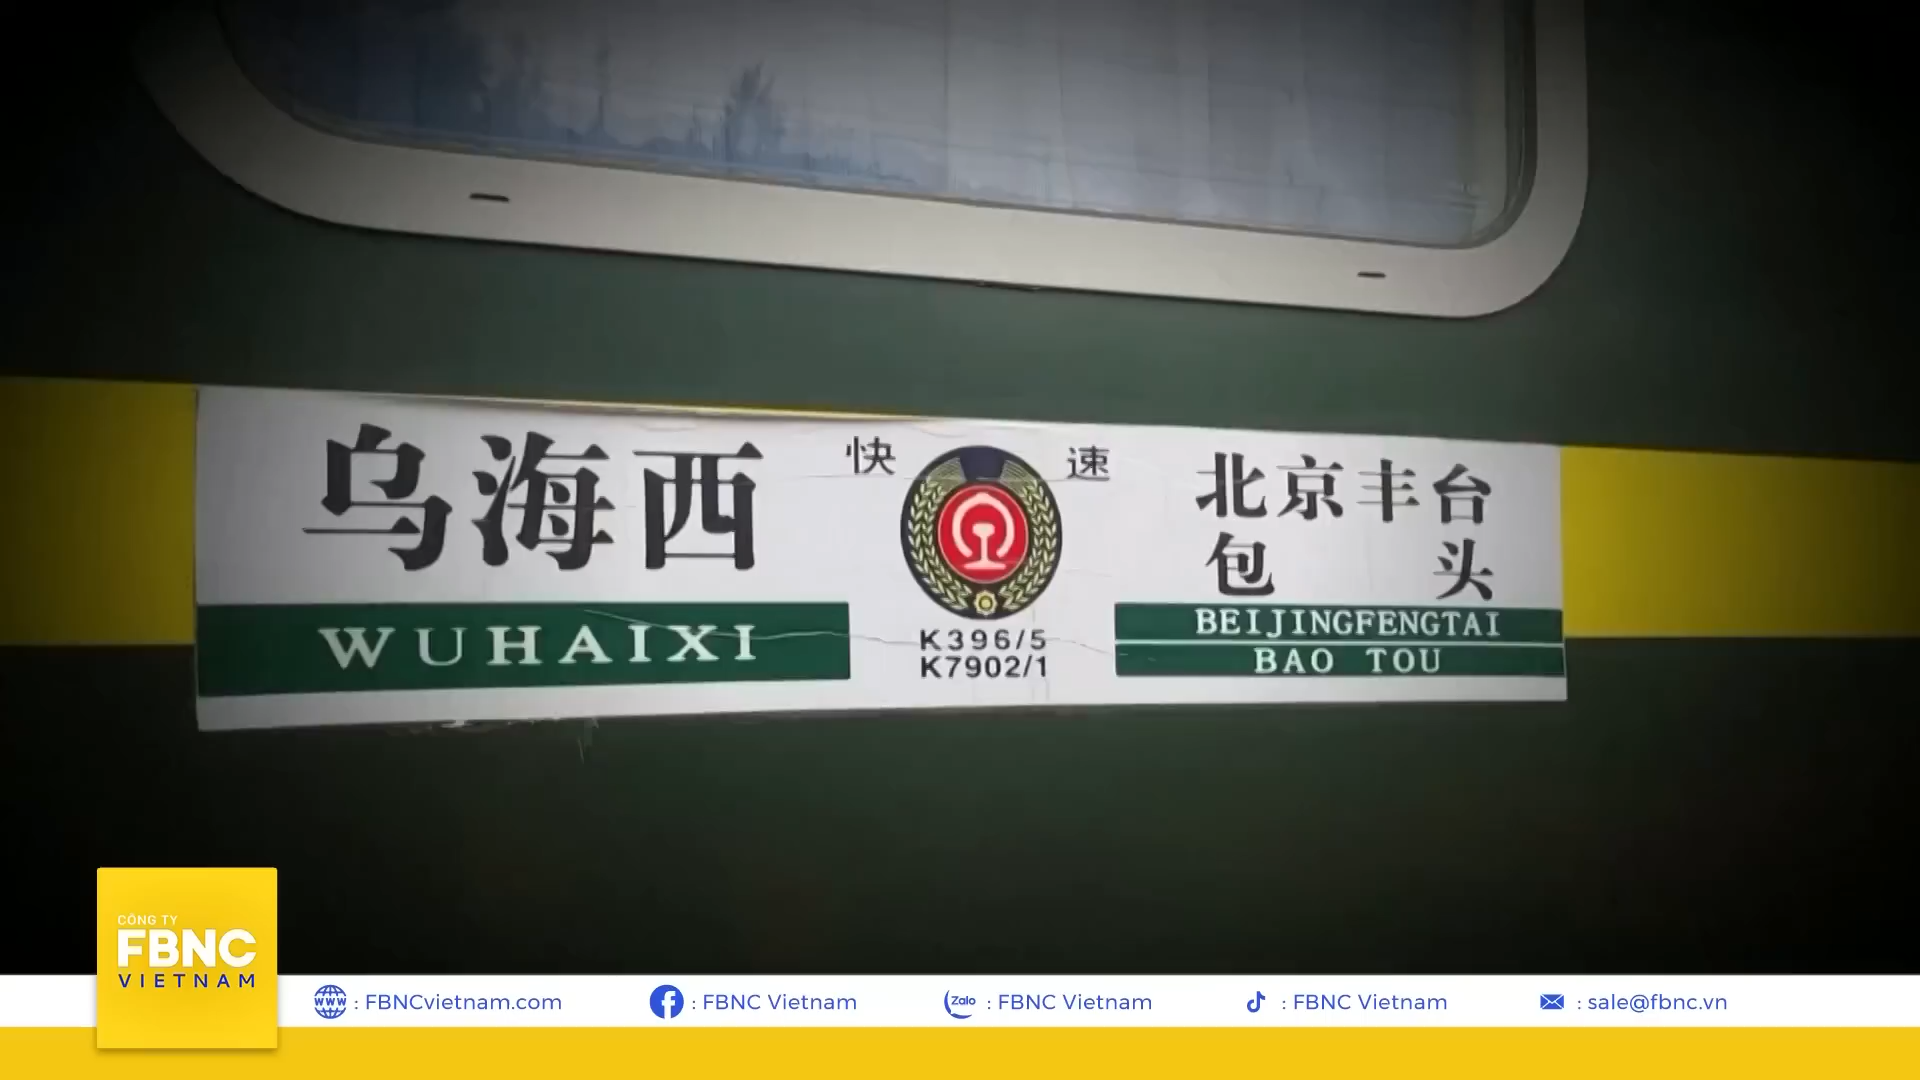 乌海西
WUHAIXI
快 速
K396/5
K7902/1
北京丰台
包 头
BEIJINGFENGTAI
BAO TOU
CÔNG TY
FBNC
VIETNAM
www : FBNCvietnam.com
: FBNC Vietnam
Zalo : FBNC Vietnam
: FBNC Vietnam
: sale@fbnc.vn